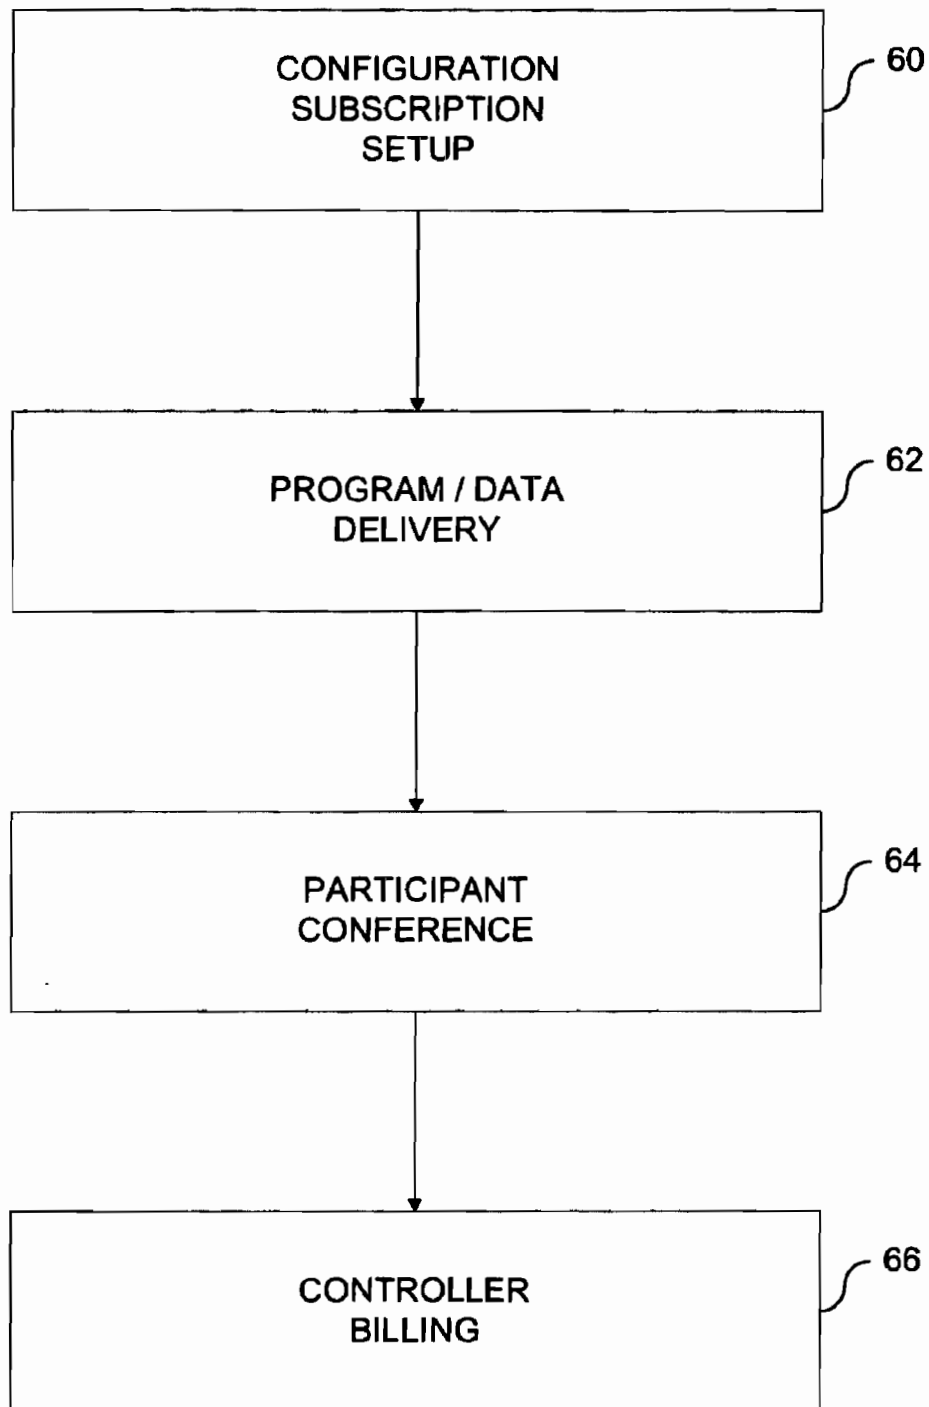 CONFIGURATION
SUBSCRIPTION
SETUP
60
PROGRAM / DATA
DELIVERY
62
PARTICIPANT
CONFERENCE
64
CONTROLLER
BILLING
66